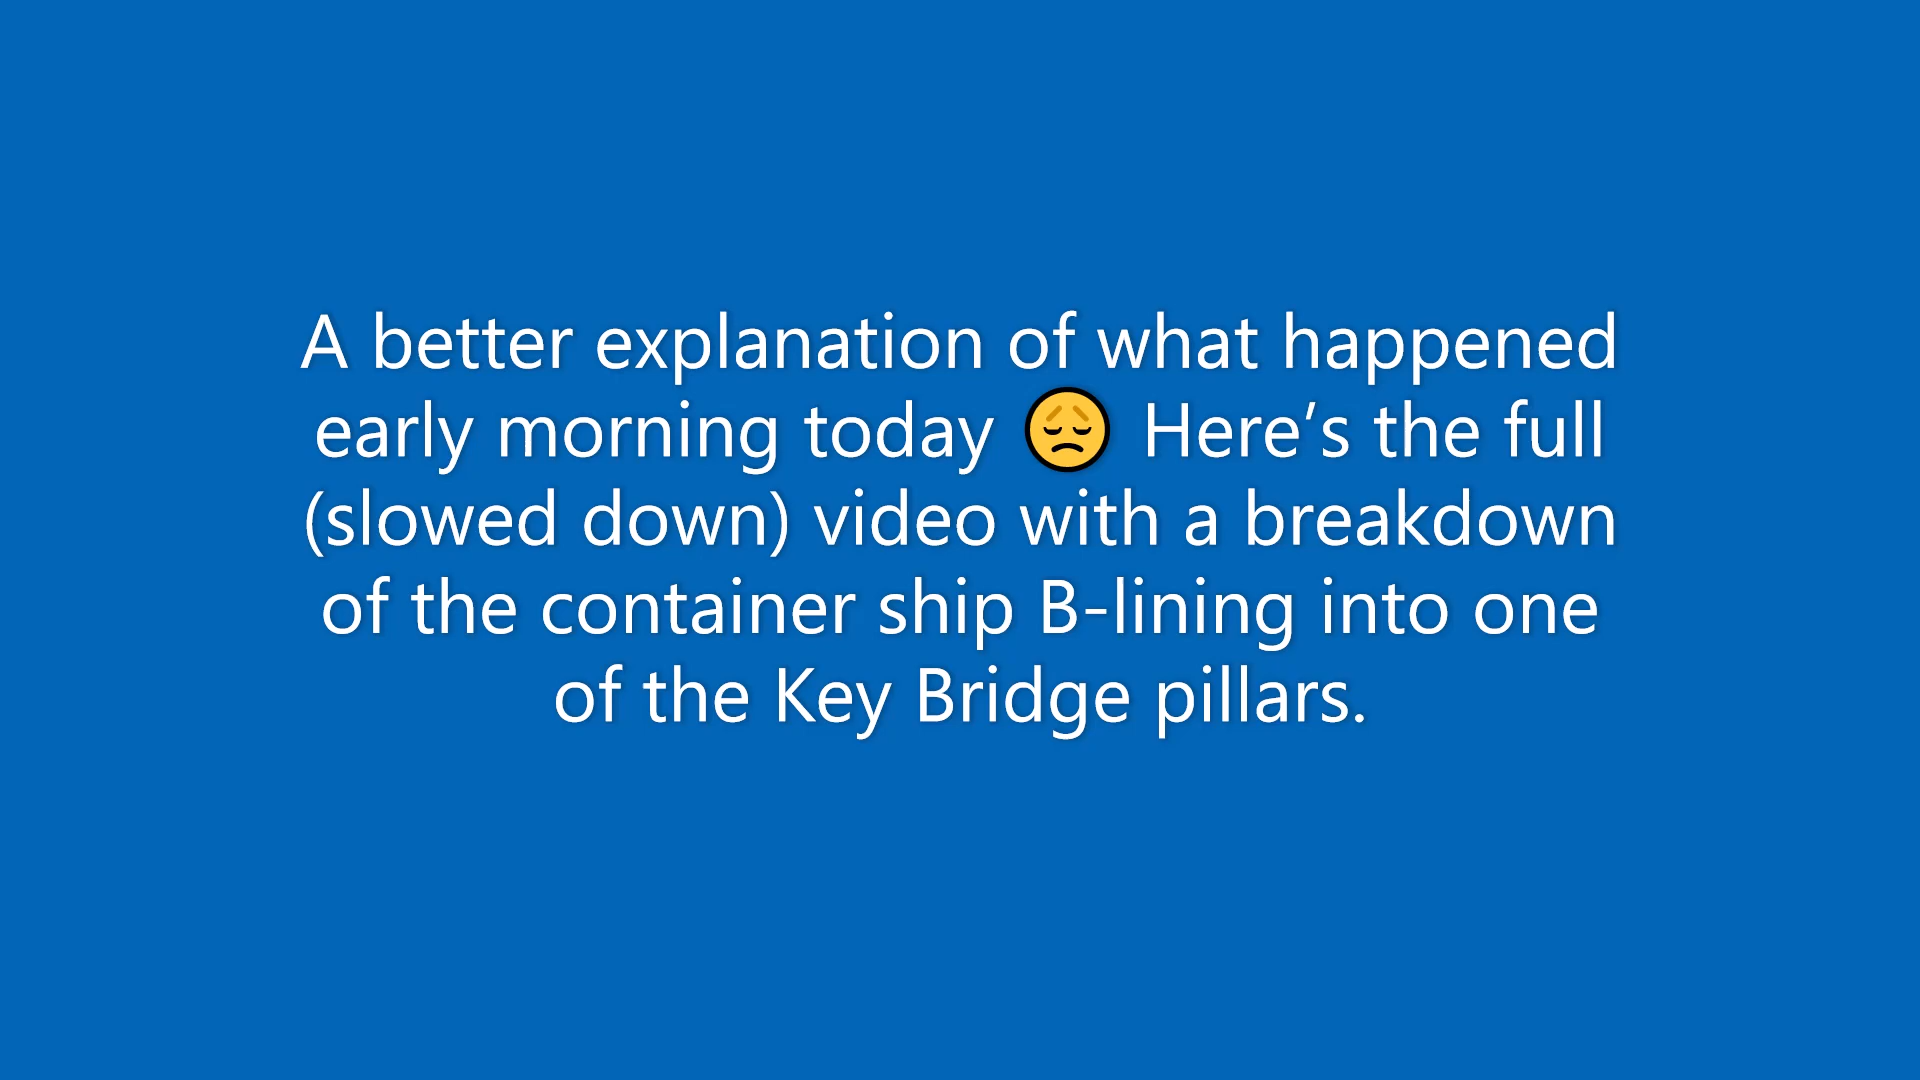 A better explanation of what happened
early morning today 😞 Here’s the full
(slowed down) video with a breakdown
of the container ship B-lining into one
of the Key Bridge pillars.